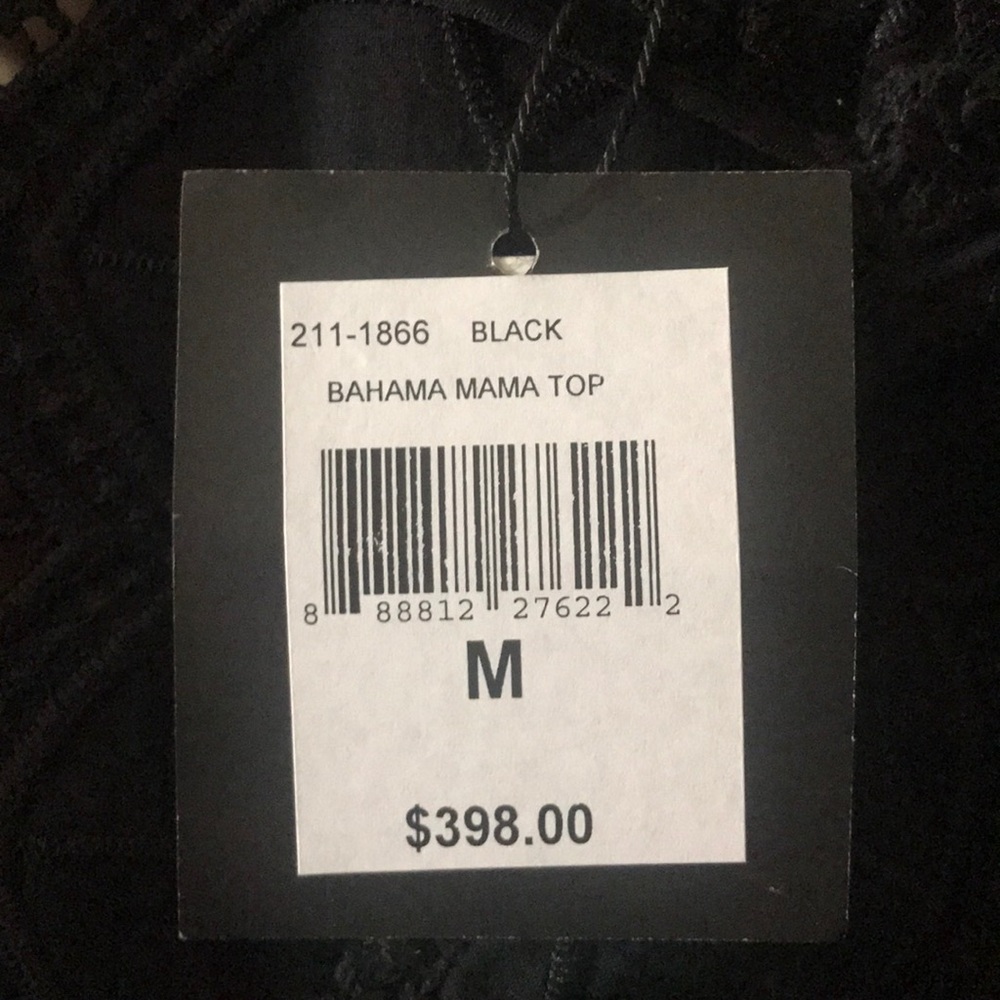 211-1866 BLACK
BAHAMA MAMA TOP
8 88812 27622 2
M
$398.00